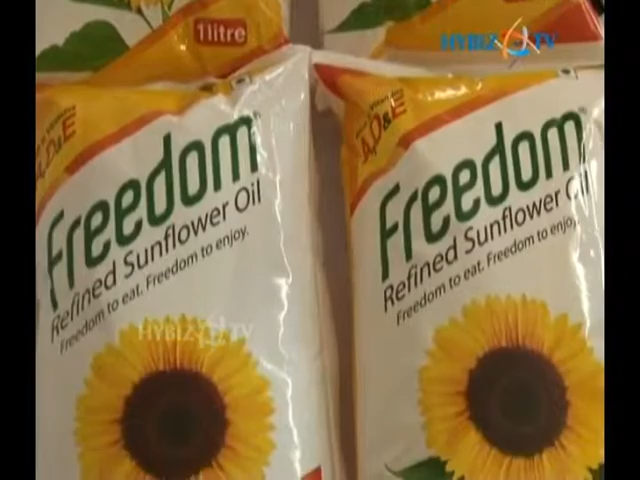 1litre
HYBIZ TV
A,D&E
Freedom
Refined Sunflower Oil
Freedom to eat. Freedom to enjoy.
HYBIZ TV
A,D&E
Freedom
Refined Sunflower Oil
Freedom to eat. Freedom to enjoy.